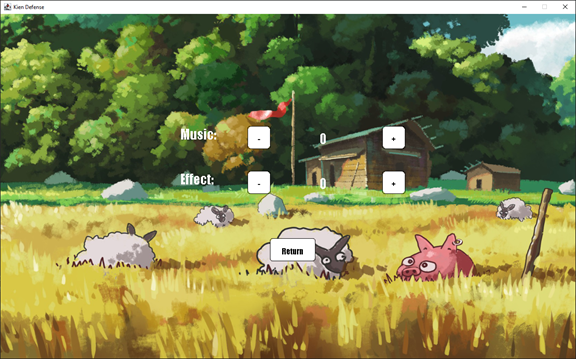 Kien Defense
Music: - 0 +
Effect: - 0 +
Return